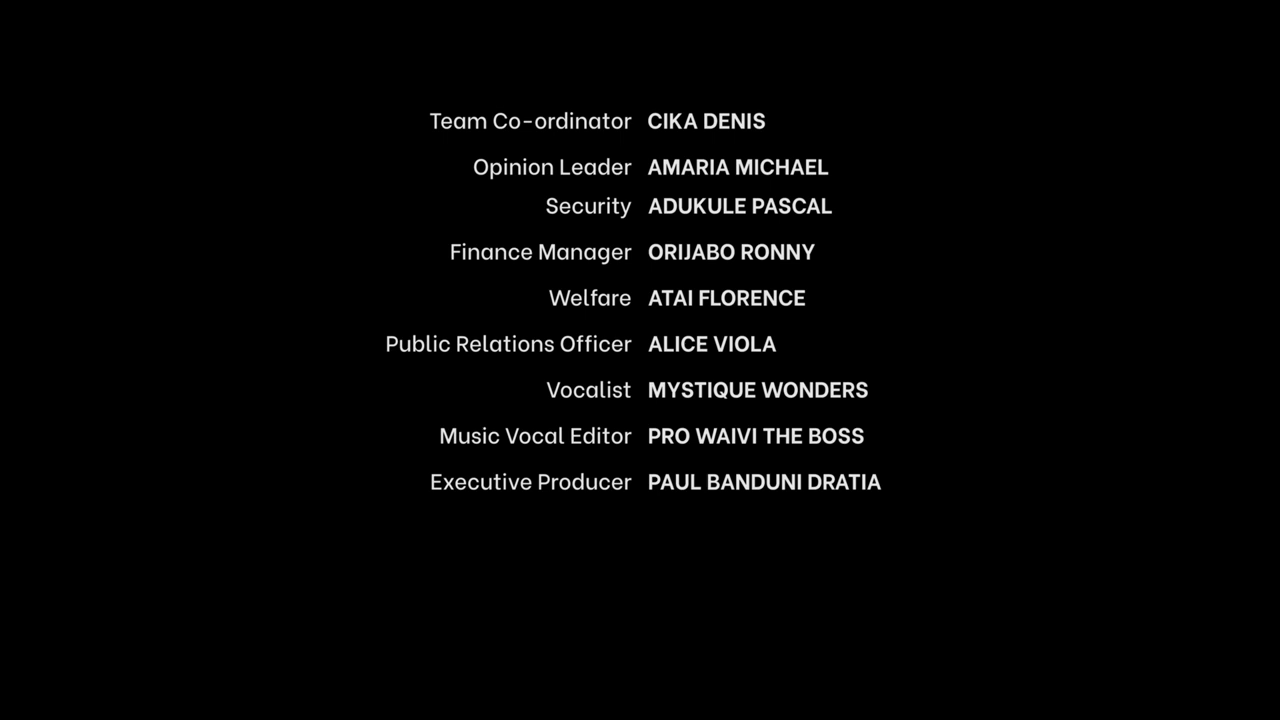 Team Co-ordinator CIKA DENIS
Opinion Leader AMARIA MICHAEL
Security ADUKULE PASCAL
Finance Manager ORIJABO RONNY
Welfare ATAI FLORENCE
Public Relations Officer ALICE VIOLA
Vocalist MYSTIQUE WONDERS
Music Vocal Editor PRO WAIVI THE BOSS
Executive Producer PAUL BANDUNI DRATIA